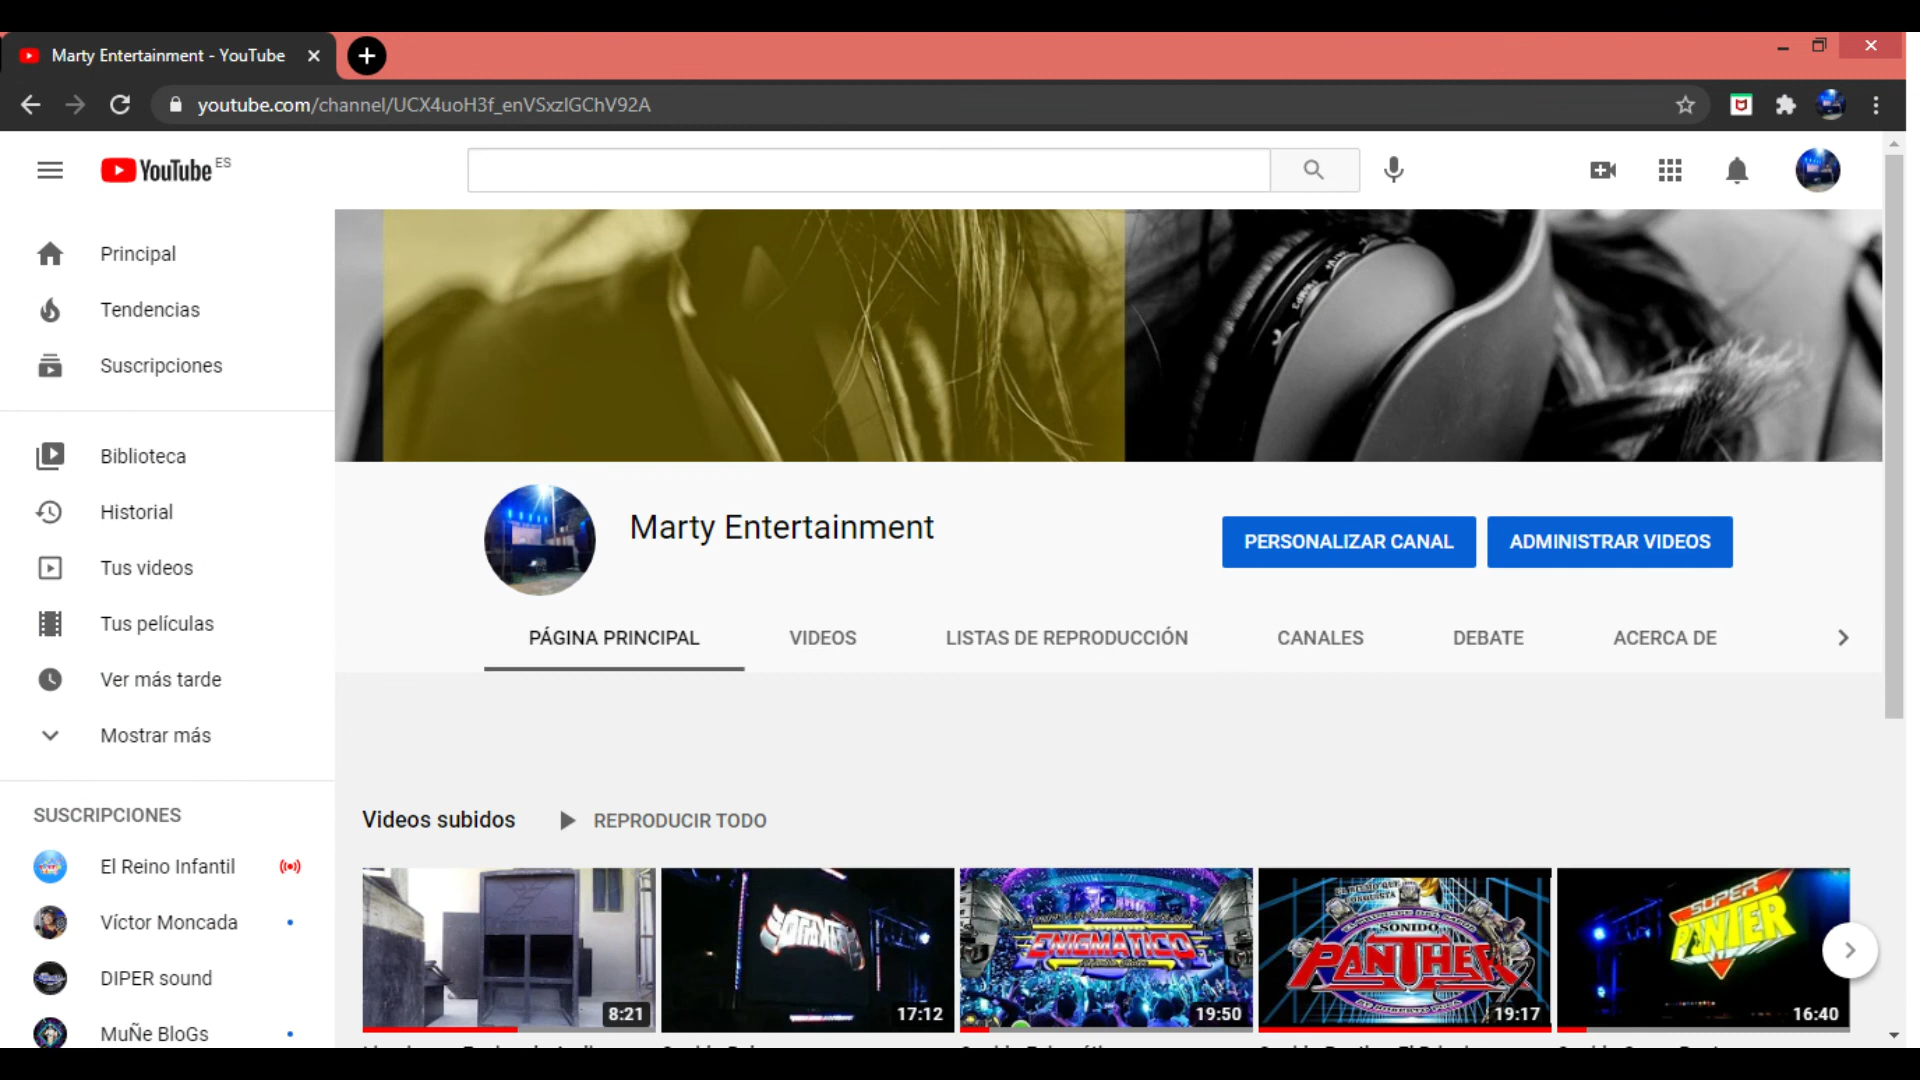 Marty Entertainment - YouTube
youtube.com/channel/UCX4uoH3f_enVSxzlGChV92A
YouTube ES
Principal
Tendencias
Suscripciones
Biblioteca
Historial
Tus videos
Tus películas
Ver más tarde
Mostrar más
SUSCRIPCIONES
El Reino Infantil
Víctor Moncada
DIPER sound
MuÑe BloGs
Marty Entertainment
PERSONALIZAR CANAL
ADMINISTRAR VIDEOS
PÁGINA PRINCIPAL
VIDEOS
LISTAS DE REPRODUCCIÓN
CANALES
DEBATE
ACERCA DE
Videos subidos
REPRODUCIR TODO
8:21
17:12
ENIGMATICO
19:50
SONIDO
PANTHER
19:17
SUPER
PANTER
16:40